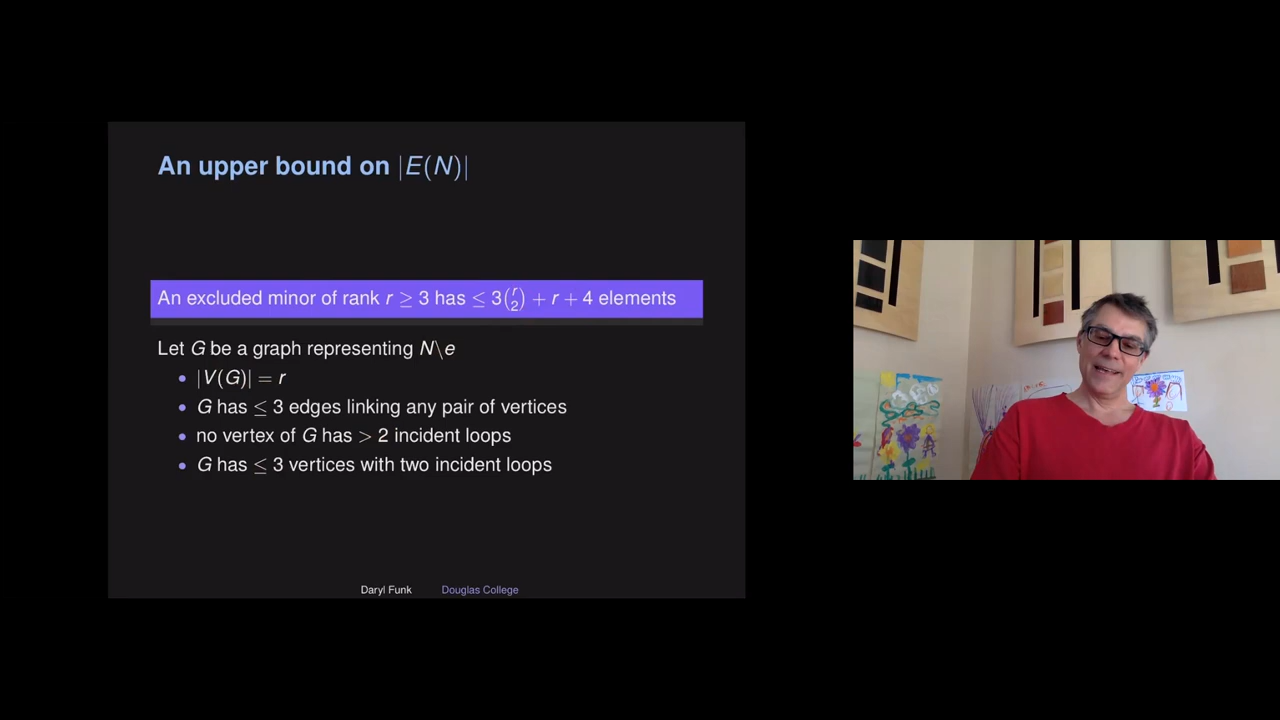 An upper bound on |E(N)|
An excluded minor of rank r ≥ 3 has ≤ 3(r 2) + r + 4 elements
Let G be a graph representing N\e
• |V(G)| = r
• G has ≤ 3 edges linking any pair of vertices
• no vertex of G has > 2 incident loops
• G has ≤ 3 vertices with two incident loops
Daryl Funk Douglas College